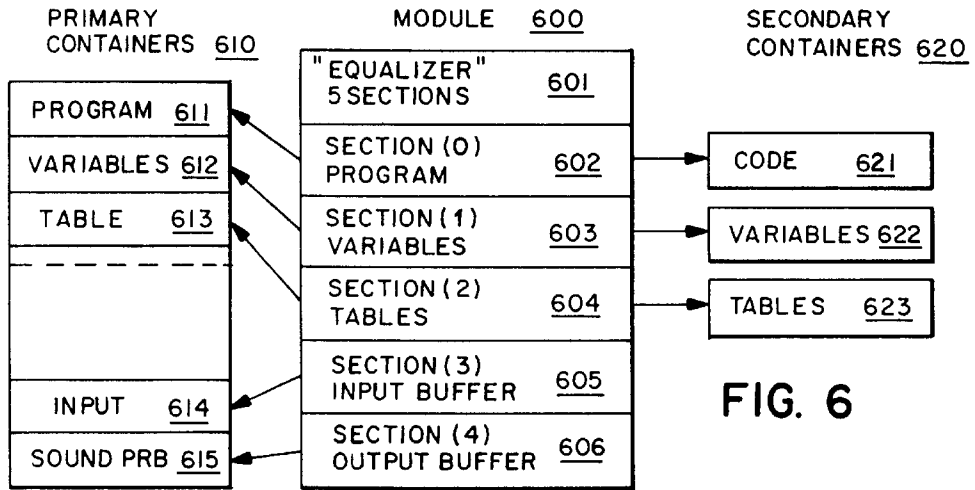 PRIMARY
CONTAINERS 610
PROGRAM 611
VARIABLES 612
TABLE 613
INPUT 614
SOUND PRB 615
MODULE 600
"EQUALIZER"
5 SECTIONS 601
SECTION (0)
PROGRAM 602
SECTION (1)
VARIABLES 603
SECTION (2)
TABLES 604
SECTION (3)
INPUT BUFFER 605
SECTION (4)
OUTPUT BUFFER 606
SECONDARY
CONTAINERS 620
CODE 621
VARIABLES 622
TABLES 623
FIG. 6